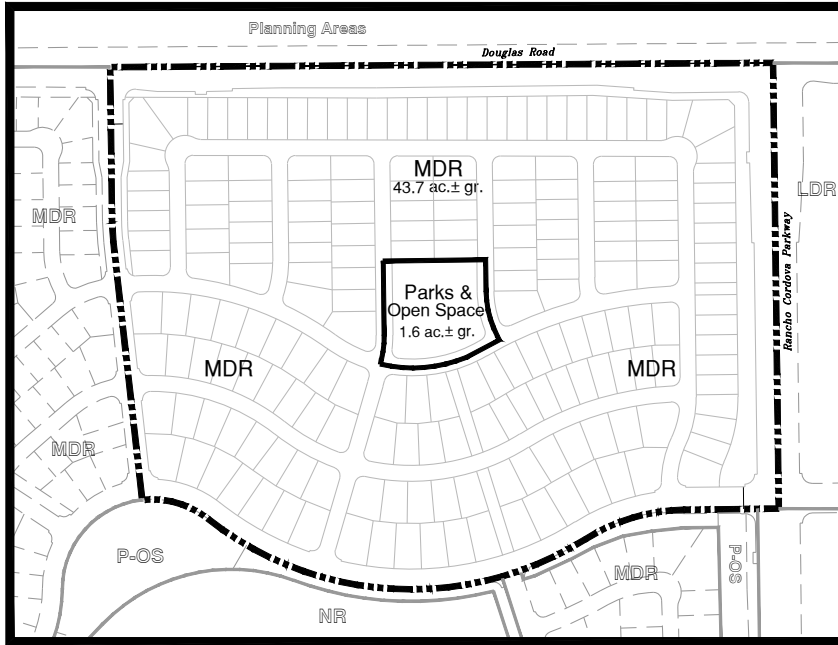 Planning Areas
Douglas Road
MDR
43.7 ac.± gr.
MDR
LDR
Rancho Cordova Parkway
Parks &
Open Space
1.6 ac.± gr.
MDR
MDR
MDR
P-OS
MDR
P-OS
NR